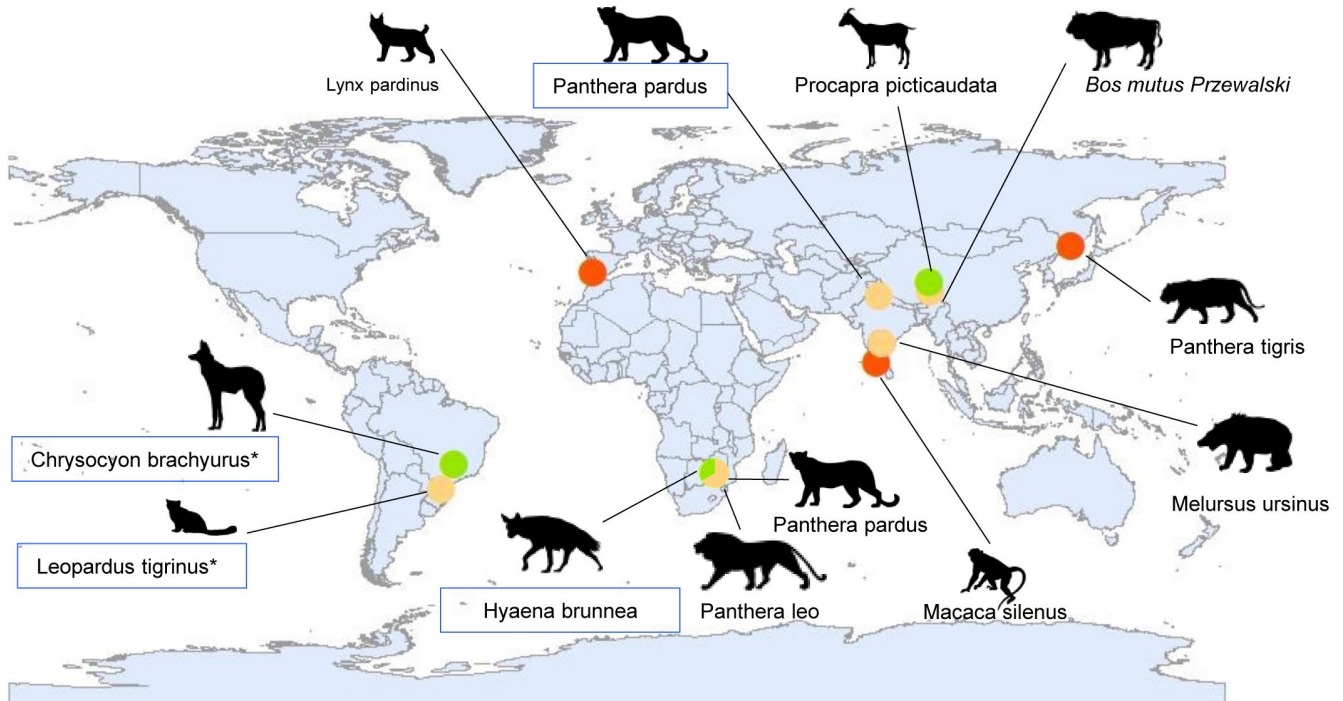 Lynx pardinus
Panthera pardus
Procapra picticaudata
Bos mutus Przewalski
Panthera tigris
Chrysocyon brachyurus*
Melursus ursinus
Panthera pardus
Leopardus tigrinus*
Hyaena brunnea
Panthera leo
Macaca silenus